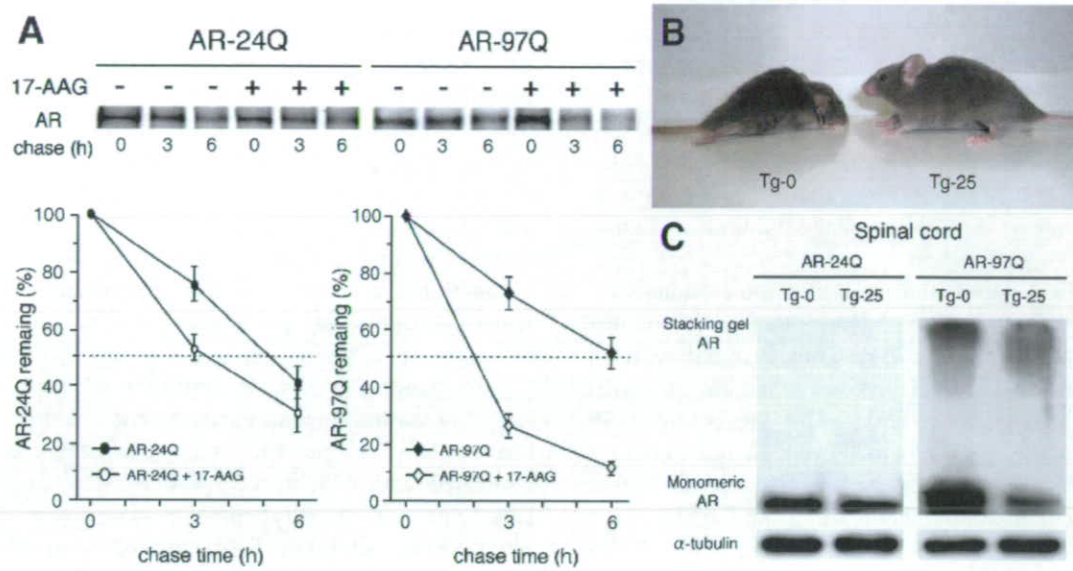 A
AR-24Q AR-97Q
17-AAG - - - + + + - - - + + +
AR
chase (h) 0 3 6 0 3 6 0 3 6 0 3 6
AR-24Q remaing (%)
100
80
60
40
30
20
0
AR-24Q
AR-24Q + 17-AAG
0 3 6
chase time (h)
AR-97Q remaining (%)
100
80
60
40
30
20
0
AR-97Q
AR-97Q + 17-AAG
0 3 6
chase time (h)
B
Tg-0 Tg-25
C
Spinal cord
AR-24Q AR-97Q
Tg-0 Tg-25 Tg-0 Tg-25
Stacking gel
AR
Monomeric
AR
α-tubulin